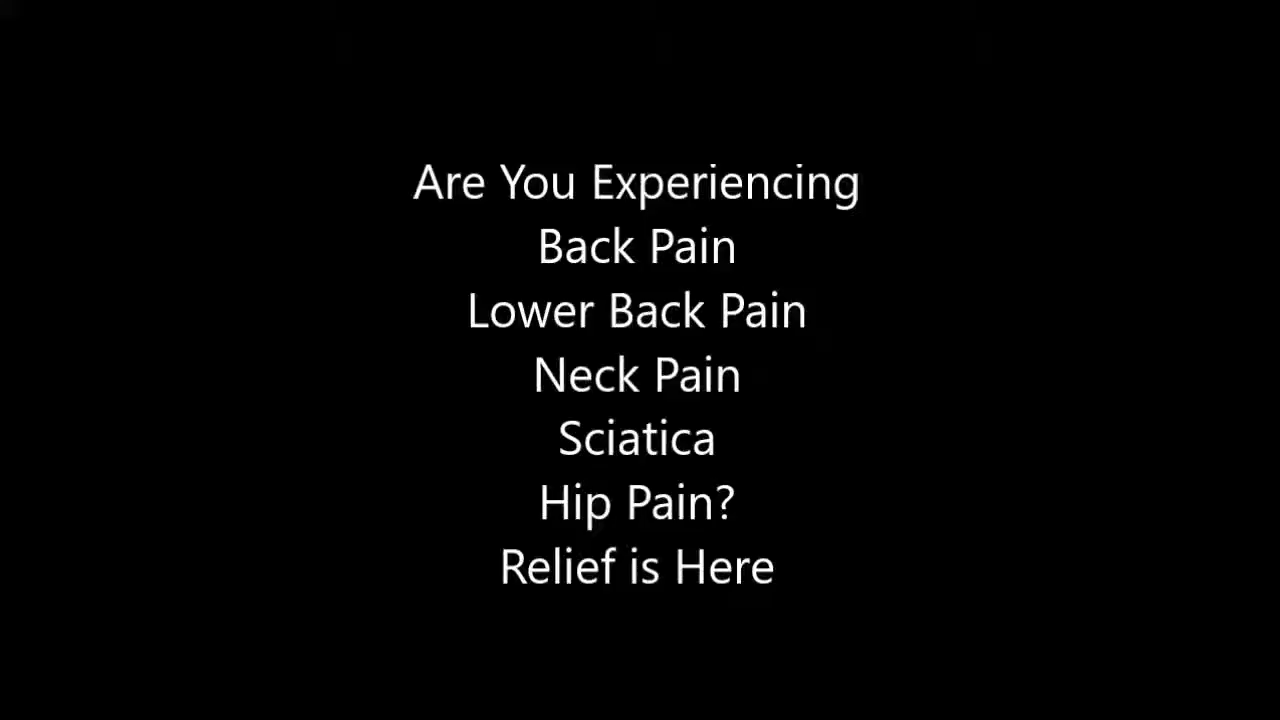 Are You Experiencing
Back Pain
Lower Back Pain
Neck Pain
Sciatica
Hip Pain?
Relief is Here